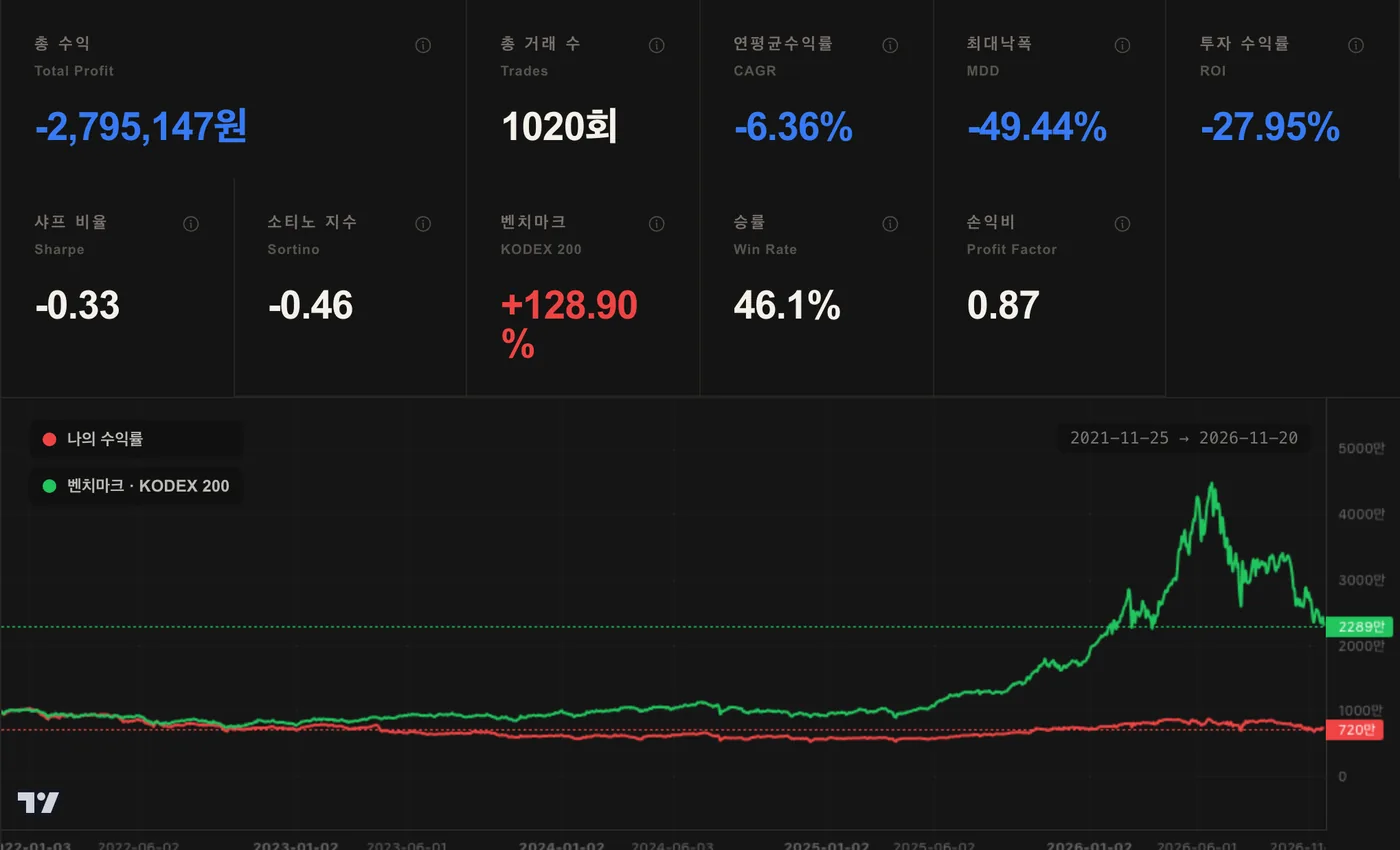 총 수익
Total Profit
-2,795,147원
총 거래 수
Trades
1020회
연평균수익률
CAGR
-6.36%
최대낙폭
MDD
-49.44%
투자 수익률
ROI
-27.95%
샤프 비율
Sharpe
-0.33
소티노 지수
Sortino
-0.46
벤치마크
KODEX 200
+128.90
%
승률
Win Rate
46.1%
손익비
Profit Factor
0.87
나의 수익률
벤치마크 · KODEX 200
2021-11-25 → 2026-11-20
5000만
4000만
3000만
2289만
2000만
1000만
720만
0
22-01-03 2022-06-02 2023-01-02 2023-06-01 2024-01-02 2024-06-03 2025-01-02 2025-06-02 2026-01-02 2026-06-01 2026-11